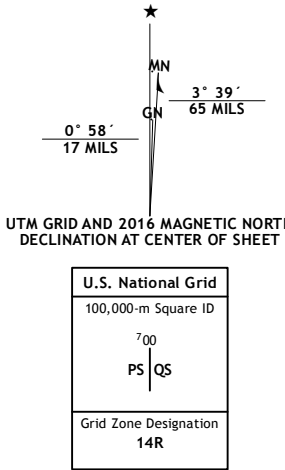 ★
MN
3° 39´
65 MILS
GN
0° 58´
17 MILS
UTM GRID AND 2016 MAGNETIC NORTH
DECLINATION AT CENTER OF SHEET
U.S. National Grid
100,000-m Square ID
⁷00
PS QS
Grid Zone Designation
14R